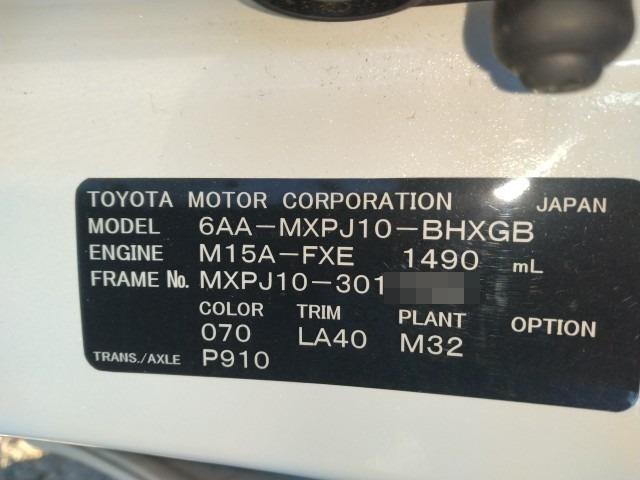 TOYOTA MOTOR CORPORATION JAPAN
MODEL 6AA-MXPJ10-BHXGB
ENGINE M15A-FXE 1490 mL
FRAME No. MXPJ10-301
COLOR TRIM PLANT OPTION
070 LA40 M32
TRANS./AXLE P910